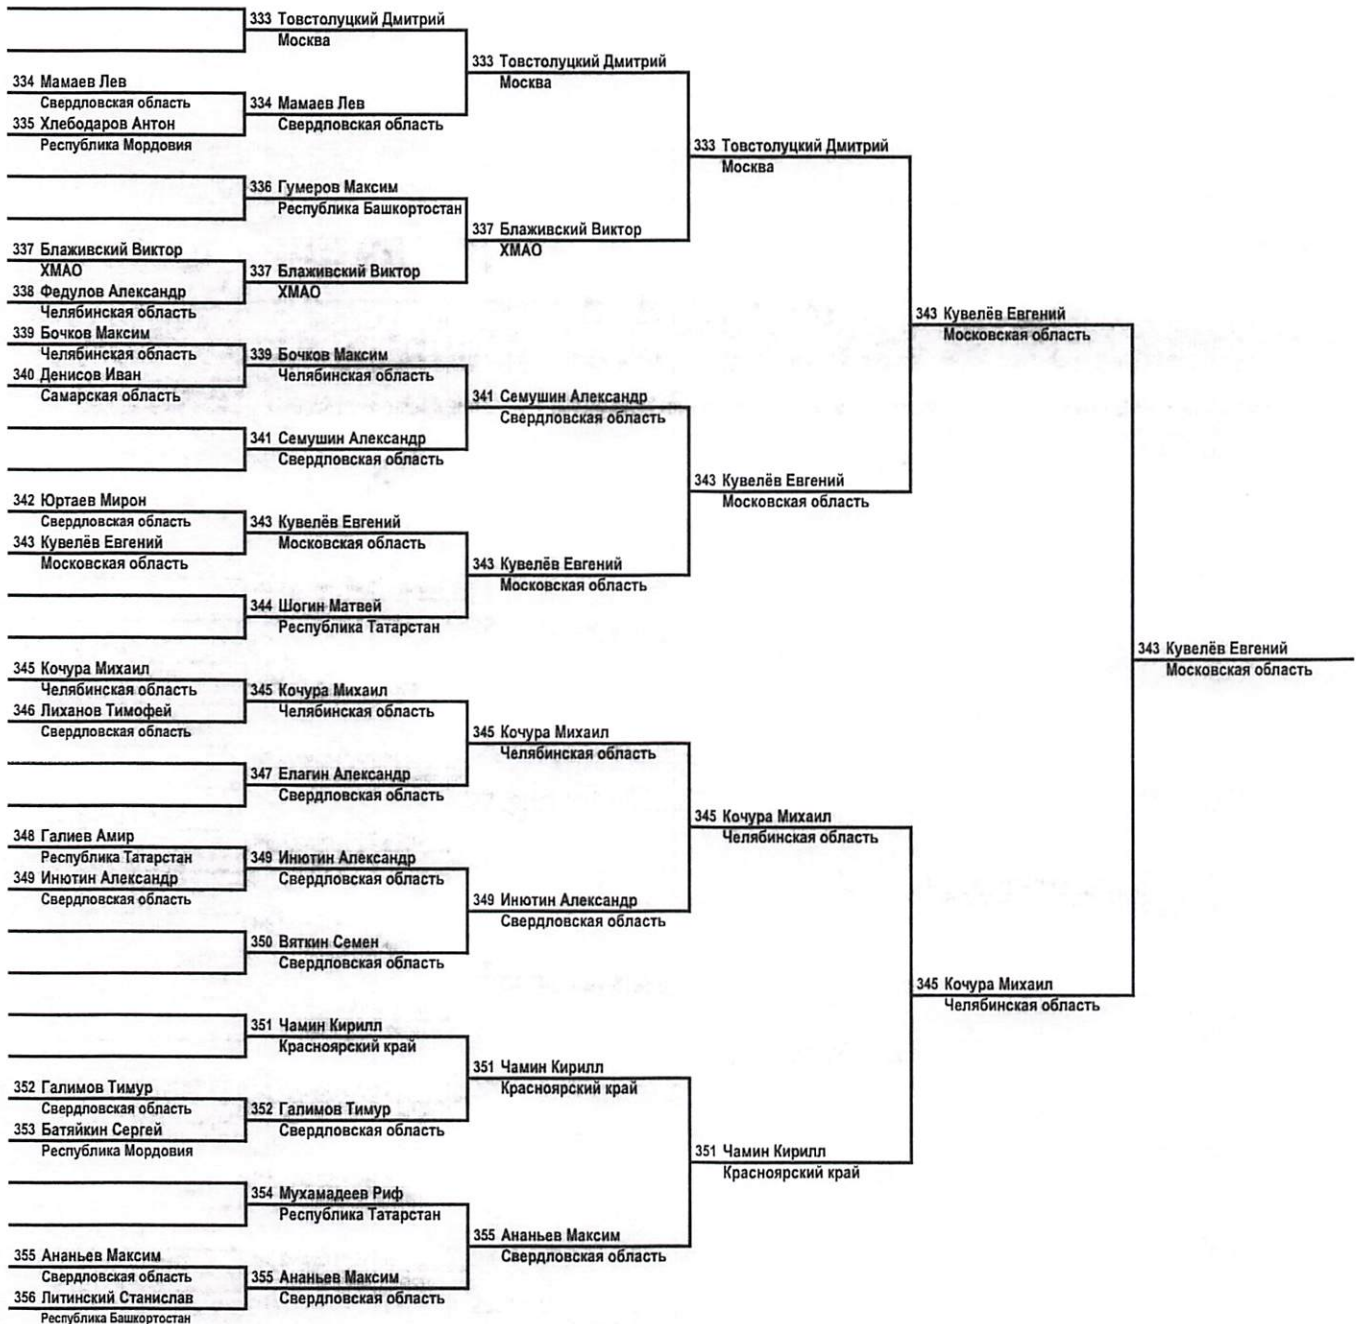 333 Товстолуцкий Дмитрий
Москва
334 Мамаев Лев
Свердловская область
335 Хлебодаров Антон
Республика Мордовия
334 Мамаев Лев
Свердловская область
333 Товстолуцкий Дмитрий
Москва
336 Гумеров Максим
Республика Башкортостан
337 Блаживский Виктор
ХМАО
338 Федулов Александр
Челябинская область
337 Блаживский Виктор
ХМАО
337 Блаживский Виктор
ХМАО
333 Товстолуцкий Дмитрий
Москва
339 Бочков Максим
Челябинская область
340 Денисов Иван
Самарская область
339 Бочков Максим
Челябинская область
341 Семушин Александр
Свердловская область
341 Семушин Александр
Свердловская область
342 Юртаев Мирон
Свердловская область
343 Кувелёв Евгений
Московская область
343 Кувелёв Евгений
Московская область
344 Шогин Матвей
Республика Татарстан
343 Кувелёв Евгений
Московская область
343 Кувелёв Евгений
Московская область
343 Кувелёв Евгений
Московская область
345 Кочура Михаил
Челябинская область
346 Лиханов Тимофей
Свердловская область
345 Кочура Михаил
Челябинская область
347 Елагин Александр
Свердловская область
345 Кочура Михаил
Челябинская область
348 Галиев Амир
Республика Татарстан
349 Инютин Александр
Свердловская область
349 Инютин Александр
Свердловская область
350 Вяткин Семен
Свердловская область
349 Инютин Александр
Свердловская область
345 Кочура Михаил
Челябинская область
351 Чамин Кирилл
Красноярский край
352 Галимов Тимур
Свердловская область
353 Батяйкин Сергей
Республика Мордовия
352 Галимов Тимур
Свердловская область
351 Чамин Кирилл
Красноярский край
354 Мухамадеев Риф
Республика Татарстан
355 Ананьев Максим
Свердловская область
356 Литинский Станислав
Республика Башкортостан
355 Ананьев Максим
Свердловская область
355 Ананьев Максим
Свердловская область
351 Чамин Кирилл
Красноярский край
345 Кочура Михаил
Челябинская область
343 Кувелёв Евгений
Московская область